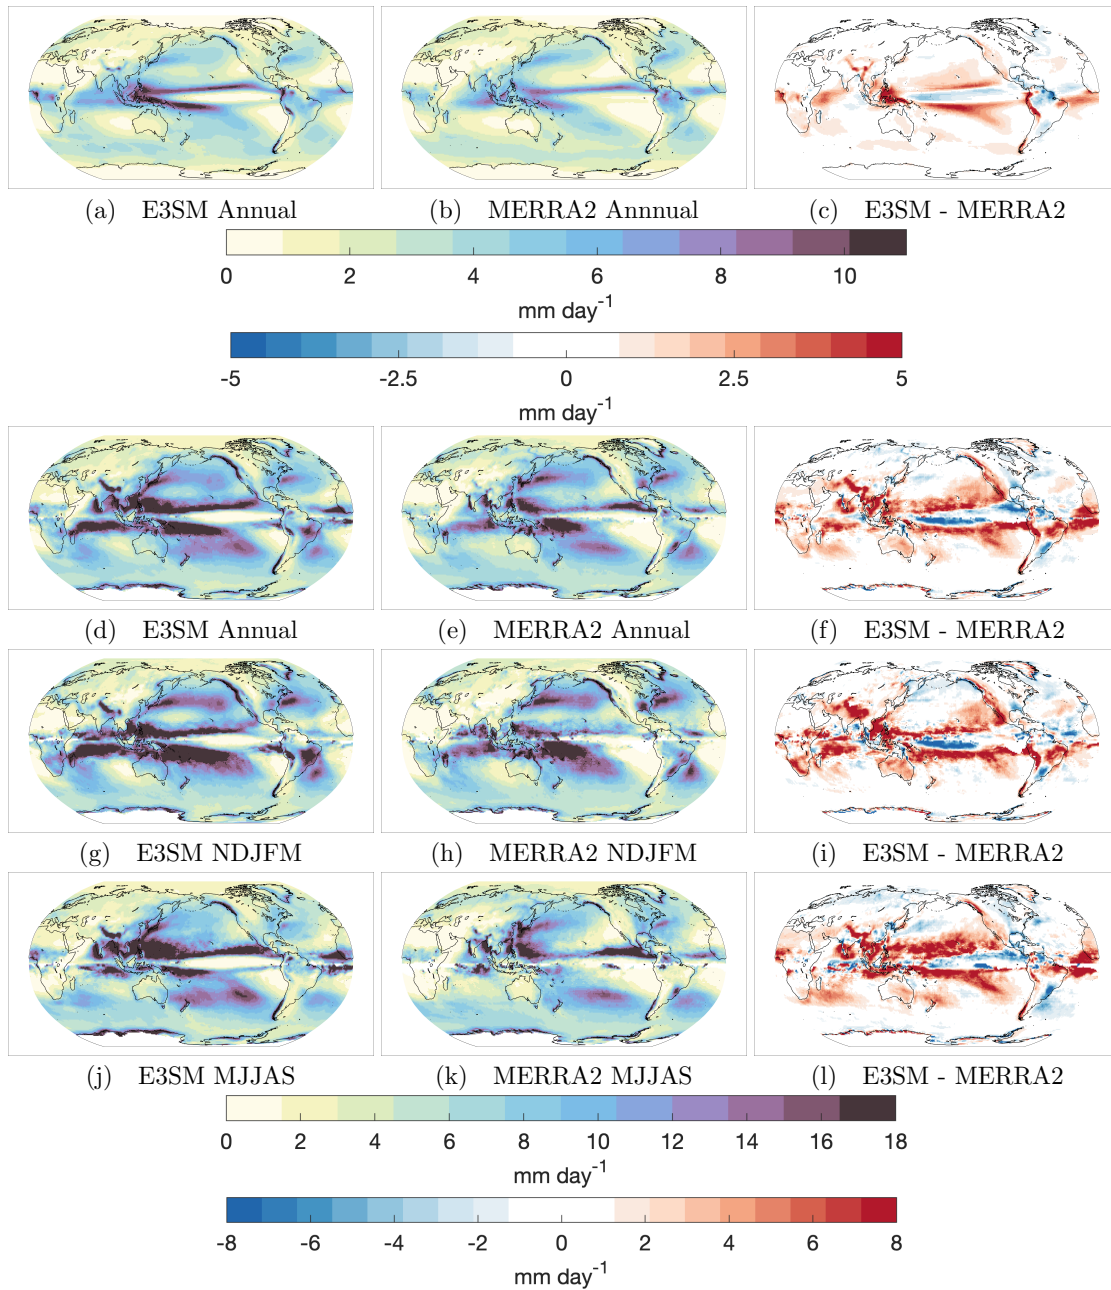 (a) E3SM Annual (b) MERRA2 Annnual (c) E3SM - MERRA2
0 2 4 6 8 10
mm day-1
-5 -2.5 0 2.5 5
mm day-1
(d) E3SM Annual (e) MERRA2 Annual (f) E3SM - MERRA2
(g) E3SM NDJFM (h) MERRA2 NDJFM (i) E3SM - MERRA2
(j) E3SM MJJAS (k) MERRA2 MJJAS (l) E3SM - MERRA2
0 2 4 6 8 10 12 14 16 18
mm day-1
-8 -6 -4 -2 0 2 4 6 8
mm day-1